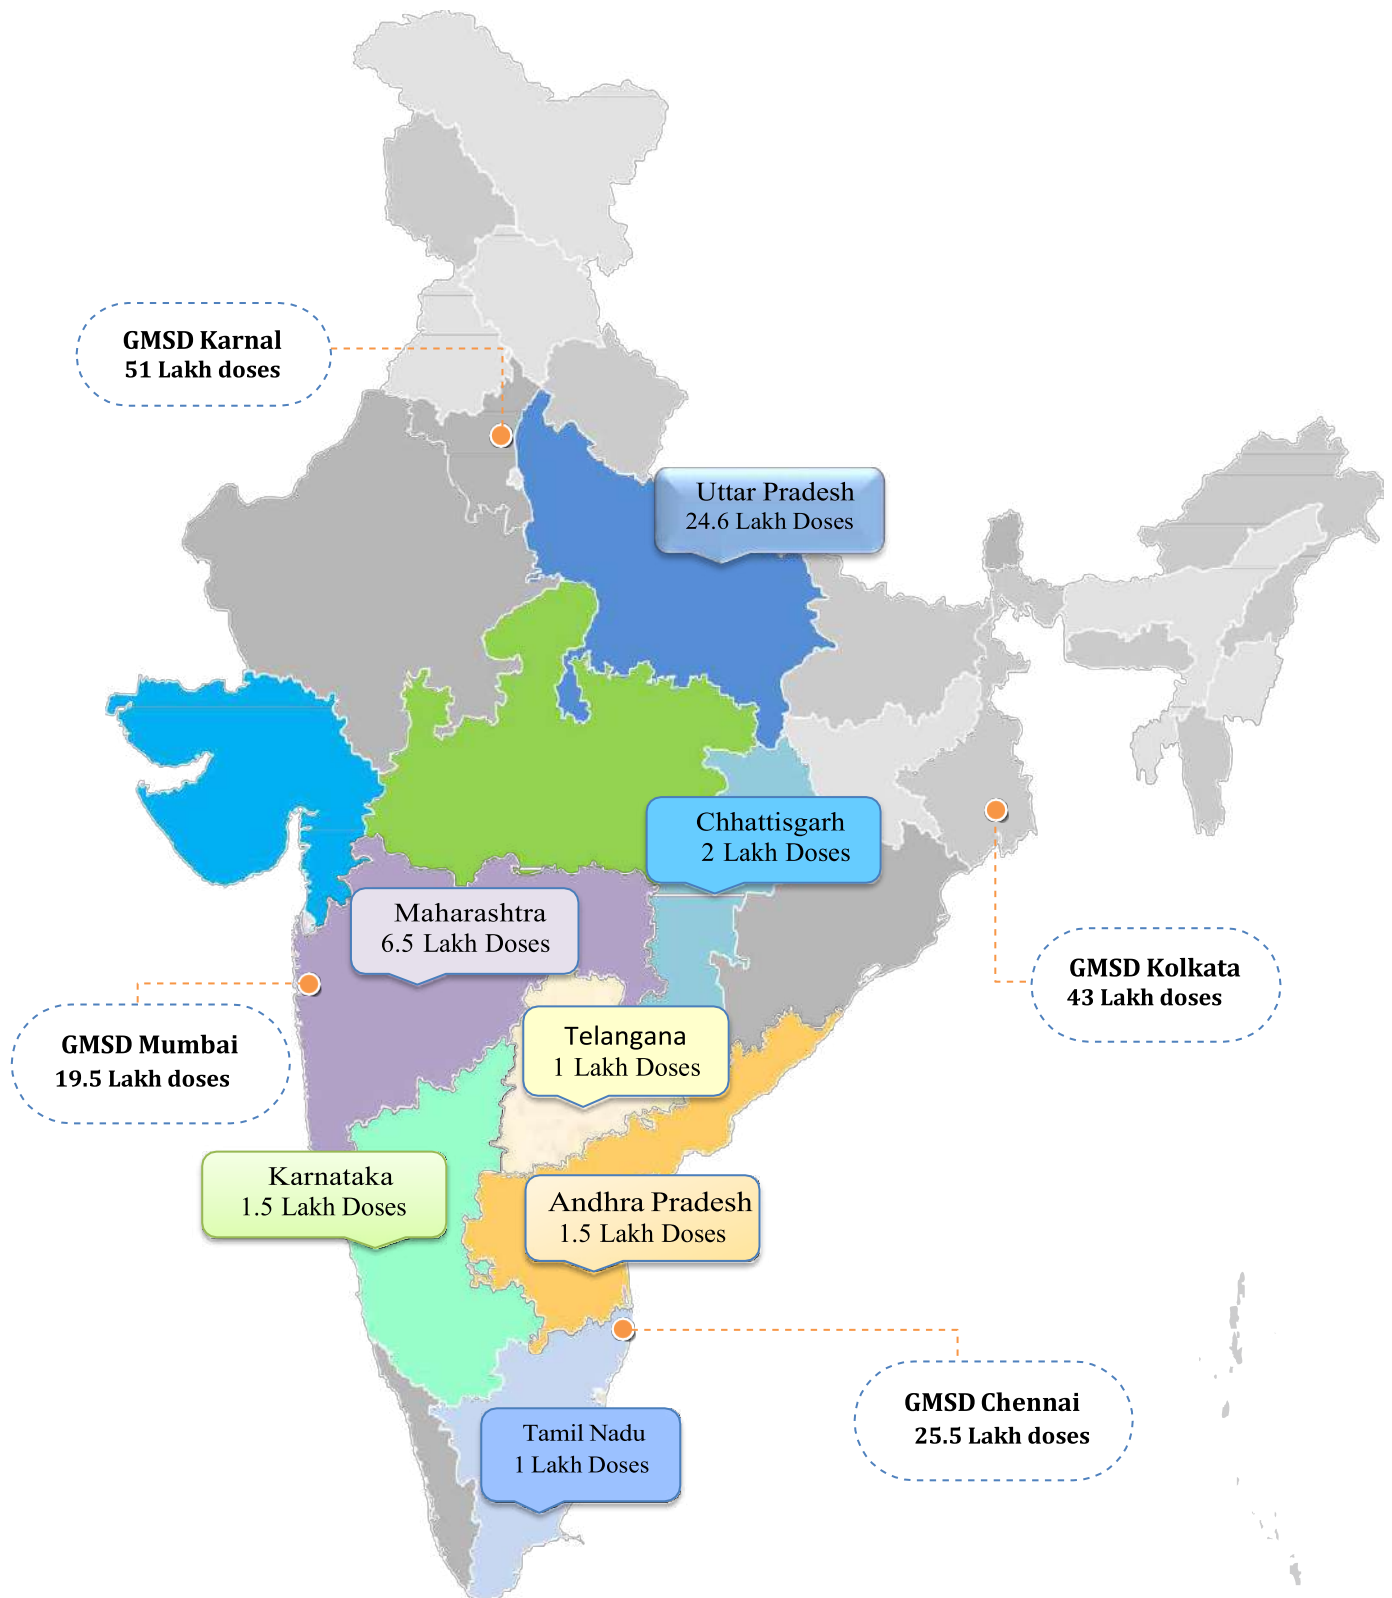 GMSD Karnal
51 Lakh doses
Uttar Pradesh
24.6 Lakh Doses
Chhattisgarh
2 Lakh Doses
Maharashtra
6.5 Lakh Doses
GMSD Kolkata
43 Lakh doses
GMSD Mumbai
19.5 Lakh doses
Telangana
1 Lakh Doses
Karnataka
1.5 Lakh Doses
Andhra Pradesh
1.5 Lakh Doses
GMSD Chennai
25.5 Lakh doses
Tamil Nadu
1 Lakh Doses